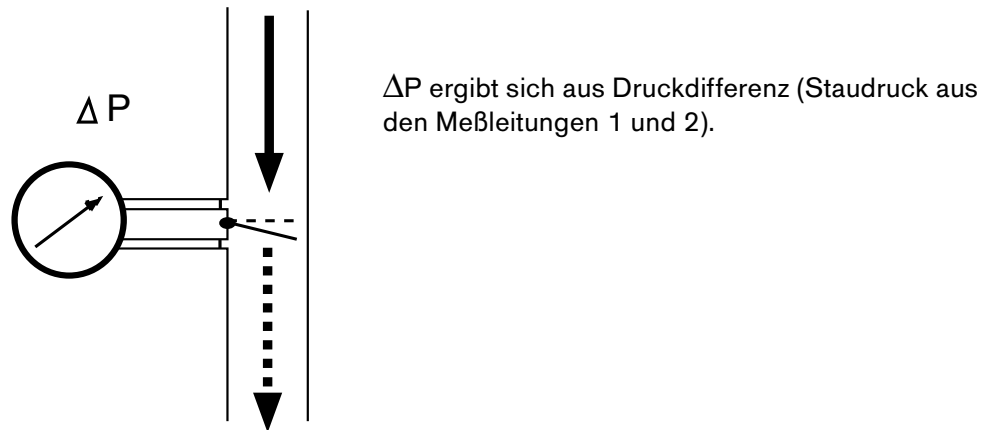 Δ P
ΔP ergibt sich aus Druckdifferenz (Staudruck aus
den Meßleitungen 1 und 2).